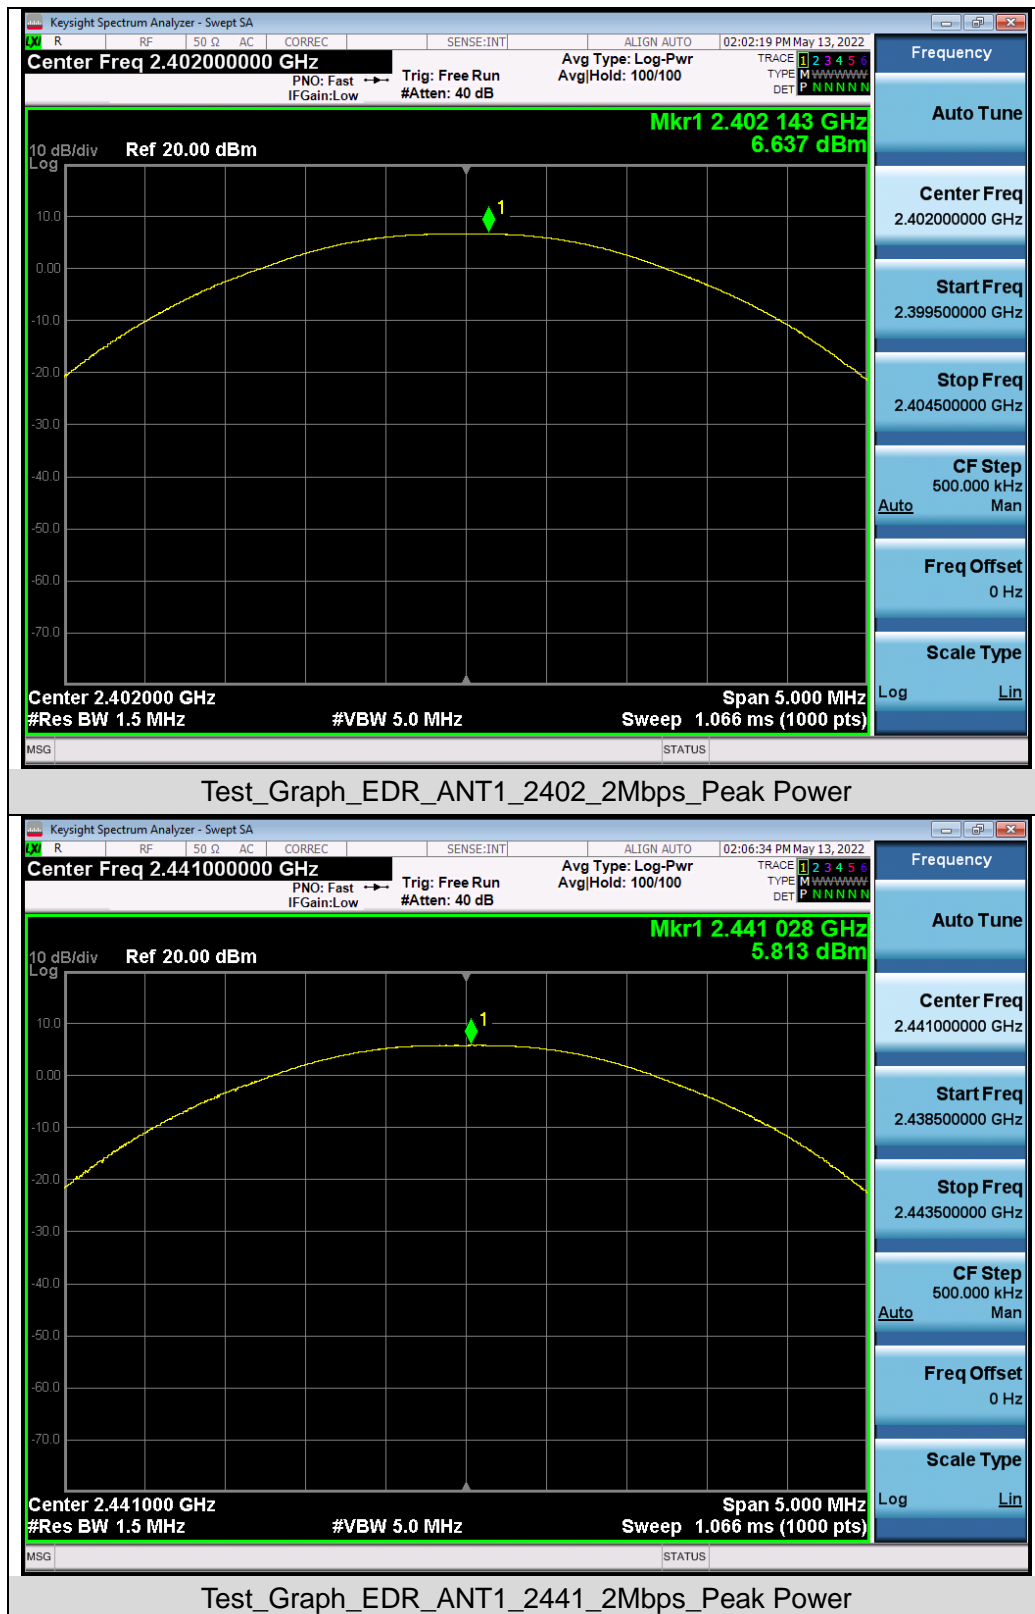 Keysight Spectrum Analyzer - Swept SA
LXI R RF 50 Ω AC CORREC SENSE:INT ALIGN AUTO 02:02:19 PM May 13, 2022
Center Freq 2.402000000 GHz
PNO: Fast
IFGain:Low
Trig: Free Run
#Atten: 40 dB
Avg Type: Log-Pwr
Avg|Hold: 100/100
TRACE 1 2 3 4 5 6
TYPE M WWWWW
DET P N N N N N
Frequency
Mkr1 2.402 143 GHz
6.637 dBm
10 dB/div
Log
Ref 20.00 dBm
1
10.0
0.00
-10.0
-20.0
-30.0
-40.0
-50.0
-60.0
-70.0
Center 2.402000 GHz
#Res BW 1.5 MHz
#VBW 5.0 MHz
Span 5.000 MHz
Sweep 1.066 ms (1000 pts)
Auto Tune
Center Freq
2.402000000 GHz
Start Freq
2.399500000 GHz
Stop Freq
2.404500000 GHz
CF Step
500.000 kHz
Auto Man
Freq Offset
0 Hz
Scale Type
Log Lin
MSG STATUS
Test_Graph_EDR_ANT1_2402_2Mbps_Peak Power
Keysight Spectrum Analyzer - Swept SA
LXI R RF 50 Ω AC CORREC SENSE:INT ALIGN AUTO 02:06:34 PM May 13, 2022
Center Freq 2.441000000 GHz
PNO: Fast
IFGain:Low
Trig: Free Run
#Atten: 40 dB
Avg Type: Log-Pwr
Avg|Hold: 100/100
TRACE 1 2 3 4 5 6
TYPE M WWWWW
DET P N N N N N
Frequency
Mkr1 2.441 028 GHz
5.813 dBm
10 dB/div
Log
Ref 20.00 dBm
1
10.0
0.00
-10.0
-20.0
-30.0
-40.0
-50.0
-60.0
-70.0
Center 2.441000 GHz
#Res BW 1.5 MHz
#VBW 5.0 MHz
Span 5.000 MHz
Sweep 1.066 ms (1000 pts)
Auto Tune
Center Freq
2.441000000 GHz
Start Freq
2.438500000 GHz
Stop Freq
2.443500000 GHz
CF Step
500.000 kHz
Auto Man
Freq Offset
0 Hz
Scale Type
Log Lin
MSG STATUS
Test_Graph_EDR_ANT1_2441_2Mbps_Peak Power